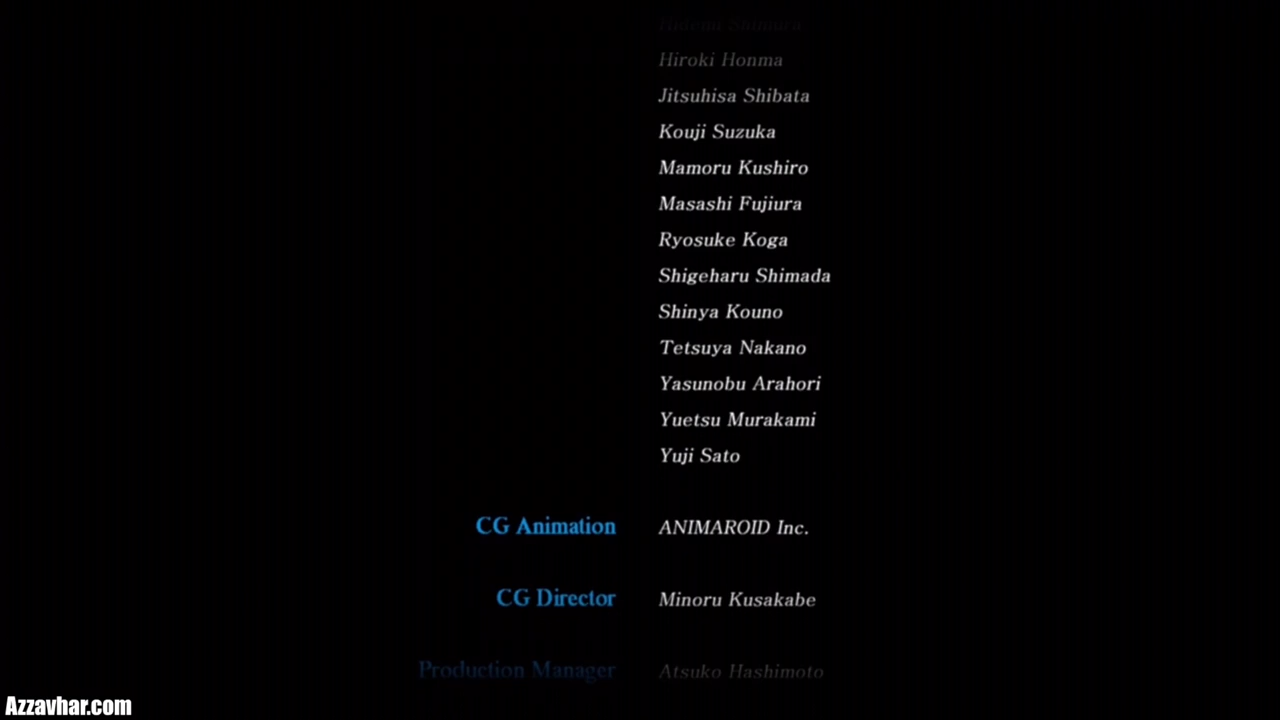 Hidemi Shimura
Hiroki Honma
Jitsuhisa Shibata
Kouji Suzuka
Mamoru Kushiro
Masashi Fujiura
Ryosuke Koga
Shigeharu Shimada
Shinya Kouno
Tetsuya Nakano
Yasunobu Arahori
Yuetsu Murakami
Yuji Sato
CG Animation ANIMAROID Inc.
CG Director Minoru Kusakabe
Production Manager Atsuko Hashimoto
Azzavhar.com